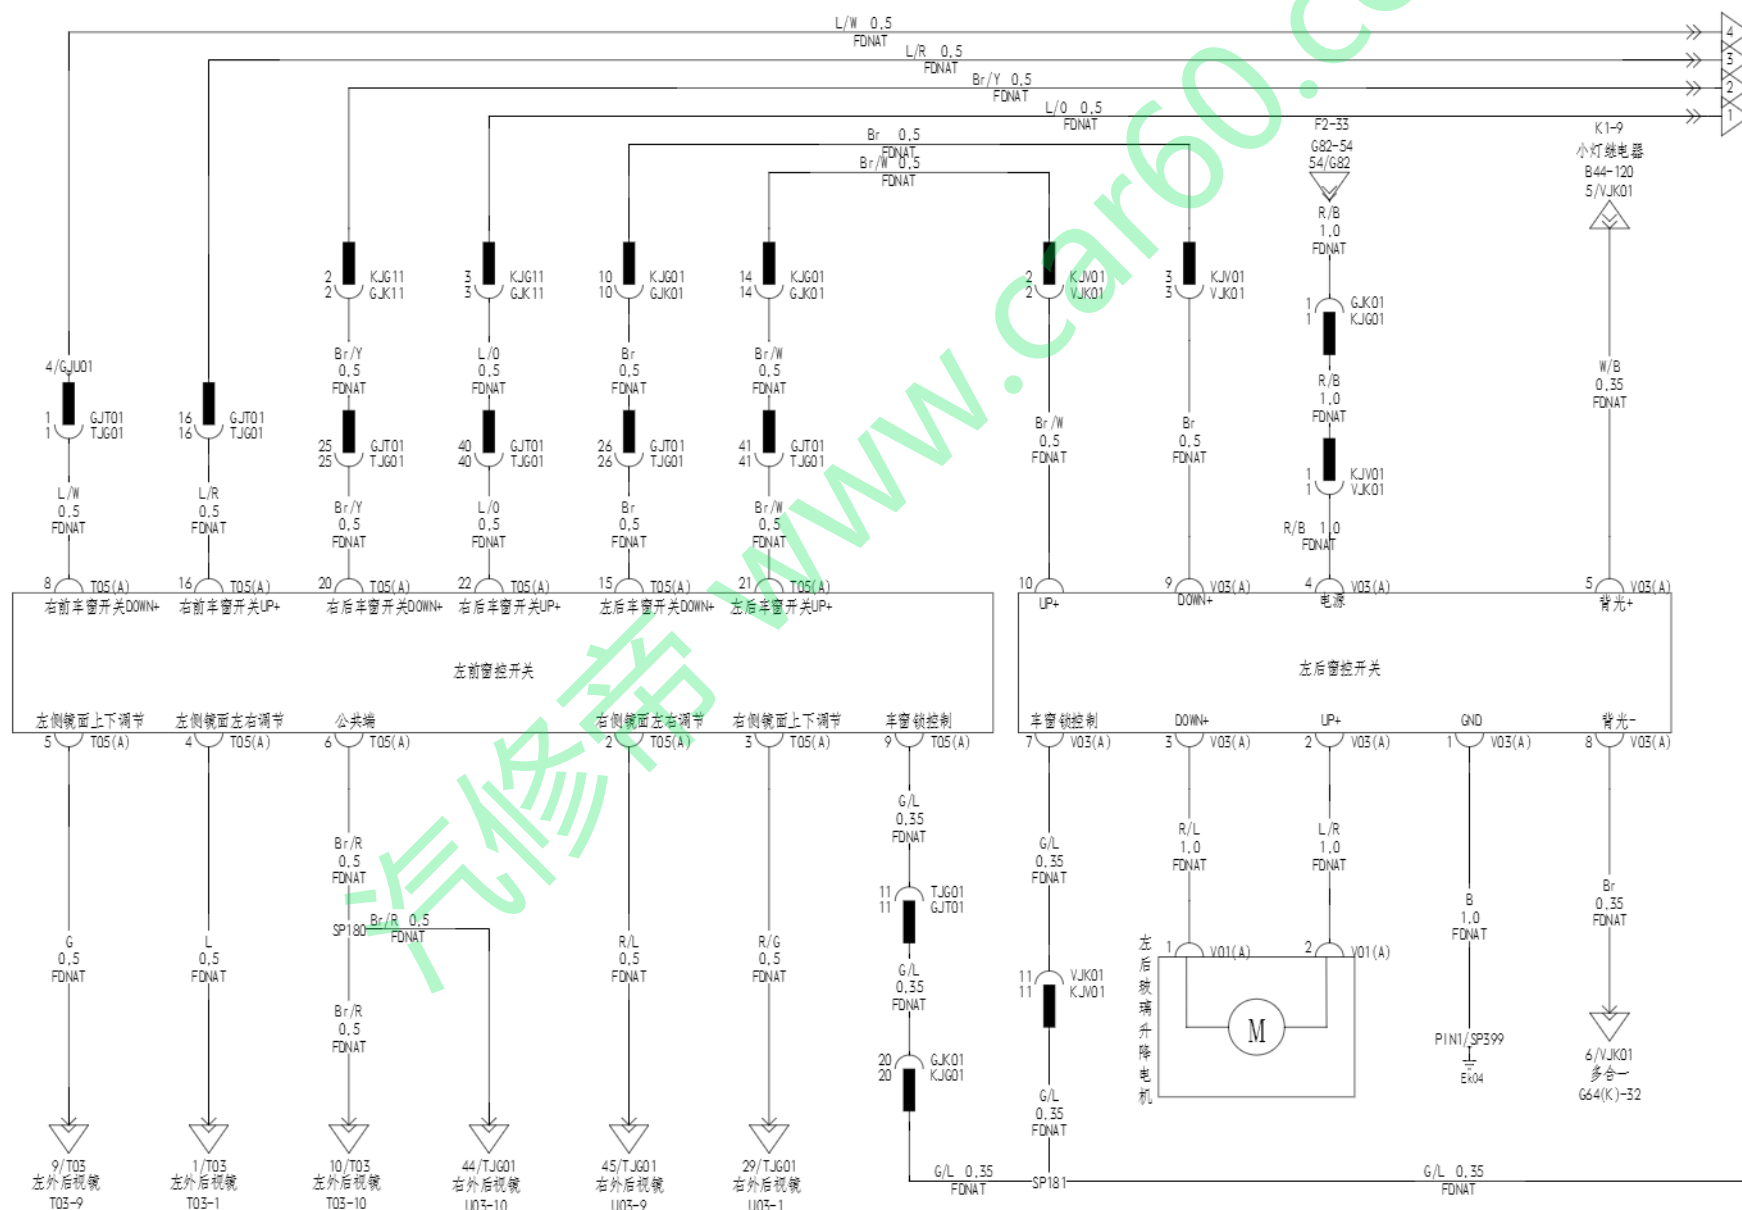 L/W 0.5
FDNAT
4
L/R 0.5
FDNAT
3
Br/Y 0.5
FDNAT
2
L/O 0.5
FDNAT
1
Br 0.5
FDNAT
Br/W 0.5
FDNAT
F2-33
G82-54
54/G82
K1-9
小灯继电器
B44-120
5/VJK01
R/B
1.0
FDNAT
2 KJG11
2 GJK11
3 KJG11
3 GJK11
10 KJG01
10 GJK01
14 KJG01
14 GJK01
2 KJV01
2 VJK01
3 KJV01
3 VJK01
1 GJK01
1 KJG01
Br/Y
0.5
FDNAT
L/O
0.5
FDNAT
Br
0.5
FDNAT
Br/W
0.5
FDNAT
R/B
1.0
FDNAT
W/B
0.35
FDNAT
4/GJU01
1 GJT01
1 TJG01
16 GJT01
16 TJG01
25 GJT01
25 TJG01
40 GJT01
40 TJG01
26 GJT01
26 TJG01
41 GJT01
41 TJG01
Br/W
0.5
FDNAT
Br
0.5
FDNAT
1 KJV01
1 VJK01
L/W
0.5
FDNAT
L/R
0.5
FDNAT
Br/Y
0.5
FDNAT
L/O
0.5
FDNAT
Br
0.5
FDNAT
Br/W
0.5
FDNAT
R/B 1.0
FDNAT
8 T05(A)
16 T05(A)
20 T05(A)
22 T05(A)
15 T05(A)
21 T05(A)
10
9 V03(A)
4 V03(A)
5 V03(A)
右前车窗开关DOWN+
右前车窗开关UP+
右后车窗开关DOWN+
右后车窗开关UP+
左后车窗开关DOWN+
左后车窗开关UP+
UP+
DOWN+
电源
背光+
左前窗控开关
左后窗控开关
左侧镜面上下调节
左侧镜面左右调节
公共端
右侧镜面左右调节
右侧镜面上下调节
车窗锁控制
车窗锁控制
DOWN+
UP+
GND
背光-
5 T05(A)
4 T05(A)
6 T05(A)
2 T05(A)
3 T05(A)
9 T05(A)
7 V03(A)
3 V03(A)
2 V03(A)
1 V03(A)
8 V03(A)
G/L
0.35
FDNAT
Br/R
0.5
FDNAT
G/L
0.35
FDNAT
R/L
1.0
FDNAT
L/R
1.0
FDNAT
11 TJG01
11 GJT01
B
1.0
FDNAT
Br
0.35
FDNAT
SP180
Br/R 0.5
FDNAT
G
0.5
FDNAT
L
0.5
FDNAT
R/L
0.5
FDNAT
R/G
0.5
FDNAT
G/L
0.35
FDNAT
11 VJK01
11 KJV01
1 V01(A)
2 V01(A)
左后玻璃升降电机
M
Br/R
0.5
FDNAT
PIN1/SP399
Ek04
20 GJK01
20 KJG01
6/VJK01
多合一
G64(K)-32
G/L
0.35
FDNAT
9/T03
左外后视镜
T03-9
1/T03
左外后视镜
T03-1
10/T03
左外后视镜
T03-10
44/TJG01
右外后视镜
U03-10
45/TJG01
右外后视镜
U03-9
29/TJG01
右外后视镜
U03-1
G/L 0.35
FDNAT
SP181
G/L 0.35
FDNAT
汽修帝 www.car60.co